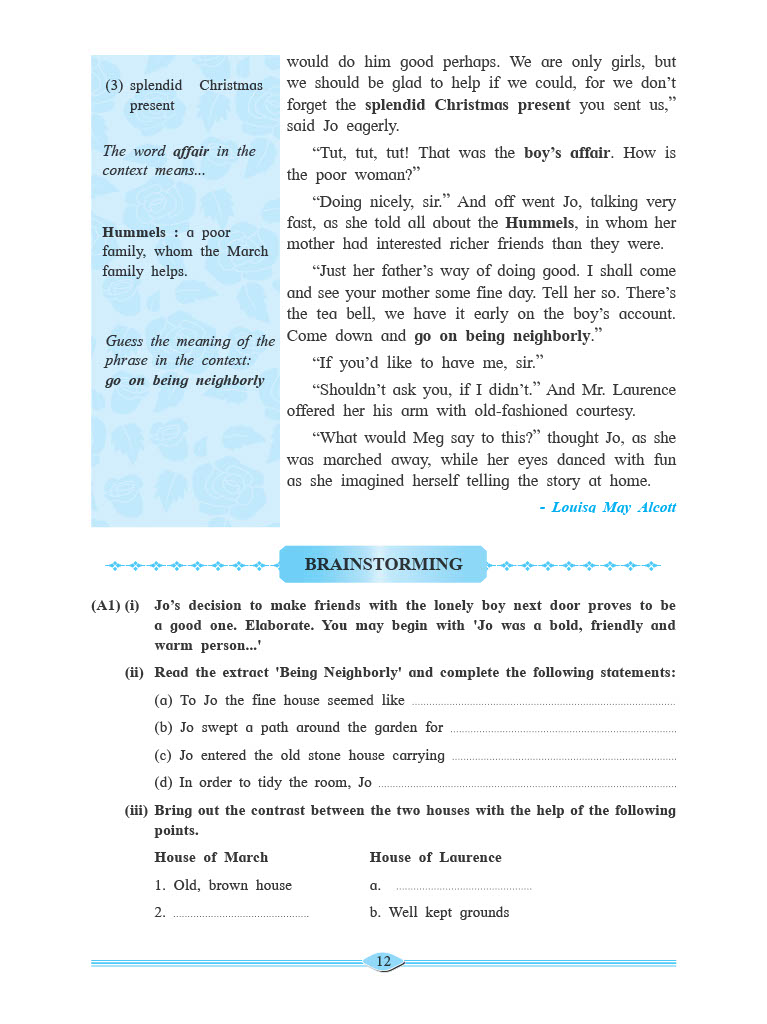 (3) splendid Christmas
present
The word affair in the
context means...
Hummels : a poor
family, whom the March
family helps.
Guess the meaning of the
phrase in the context:
go on being neighborly
would do him good perhaps. We are only girls, but
we should be glad to help if we could, for we don’t
forget the splendid Christmas present you sent us,”
said Jo eagerly.
“Tut, tut, tut! That was the boy’s affair. How is
the poor woman?”
“Doing nicely, sir.” And off went Jo, talking very
fast, as she told all about the Hummels, in whom her
mother had interested richer friends than they were.
“Just her father’s way of doing good. I shall come
and see your mother some fine day. Tell her so. There’s
the tea bell, we have it early on the boy’s account.
Come down and go on being neighborly.”
“If you’d like to have me, sir.”
“Shouldn’t ask you, if I didn’t.” And Mr. Laurence
offered her his arm with old-fashioned courtesy.
“What would Meg say to this?” thought Jo, as she
was marched away, while her eyes danced with fun
as she imagined herself telling the story at home.
- Louisa May Alcott
BRAINSTORMING
(A1) (i) Jo’s decision to make friends with the lonely boy next door proves to be
a good one. Elaborate. You may begin with 'Jo was a bold, friendly and
warm person...'
(ii) Read the extract 'Being Neighborly' and complete the following statements:
(a) To Jo the fine house seemed like ....................
(b) Jo swept a path around the garden for ....................
(c) Jo entered the old stone house carrying ....................
(d) In order to tidy the room, Jo ....................
(iii) Bring out the contrast between the two houses with the help of the following
points.
House of March House of Laurence
1. Old, brown house a. ....................
2. .................... b. Well kept grounds
12